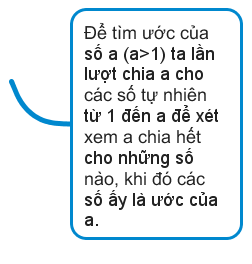 Để tìm ước của
số a (a>1) ta lần
lượt chia a cho
các số tự nhiên
từ 1 đến a để xét
xem a chia hết
cho những số
nào, khi đó các
số ấy là ước của
a.